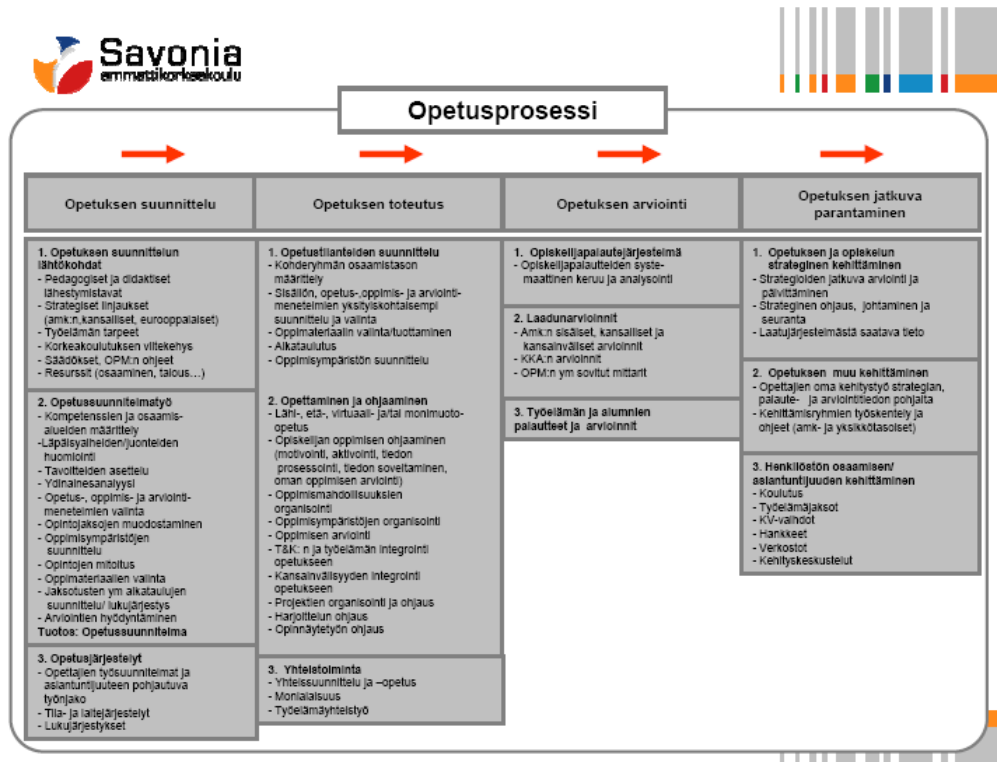 Savonia
ammattikorkeakoulu
Opetusprosessi
Opetuksen suunnittelu
Opetuksen toteutus
Opetuksen arviointi
Opetuksen jatkuva
parantaminen
1. Opetuksen suunnittelun
lähtökohdat
- Pedagogiset ja didaktiset
lähestymistavat
- Strategiset linjaukset
(amk:n,kansalliset, eurooppalaiset)
- Työelämän tarpeet
- Korkeakoulutuksen viitekehys
- Säädökset, OPM:n ohjeet
- Resurssit (osaaminen, talous…)
2. Opetussuunnitelmatyö
- Kompetenssien ja osaamis-
alueiden määrittely
-Läpäisyaiheiden/juonteiden
huomiointi
- Tavoitteiden asettelu
- Ydinainesanalyysi
- Opetus-, oppimis- ja arviointi-
menetelmien valinta
- Opintojaksojen muodostaminen
- Oppimisympäristöjen
suunnittelu
- Opintojen mitoitus
- Oppimateriaalien valinta
- Jaksotusten ym aikataulujen
suunnittelu/ lukujärjestys
- Arviointien hyödyntäminen
Tuotos: Opetussuunnitelma
3. Opetusjärjestelyt
- Opettajien työsuunnitelmat ja
asiantuntijuuteen pohjautuva
työnjako
- Tila- ja laitejärjestelyt
- Lukujärjestykset
1. Opetustilanteiden suunnittelu
- Kohderyhmän osaamistason
määrittely
- Sisällön, opetus-,oppimis- ja arviointi-
menetelmien yksityiskohtaisempi
suunnittelu ja valinta
- Oppimateriaalin valinta/tuottaminen
- Aikataulutus
- Oppimisympäristön suunnittelu
2. Opettaminen ja ohjaaminen
- Lähi-, etä-, virtuaali- ja/tai monimuoto-
opetus
- Opiskelijan oppimisen ohjaaminen
(motivointi, aktivointi, tiedon
prosessointi, tiedon soveltaminen,
oman oppimisen arviointi)
- Oppimismahdollisuuksien
organisointi
- Oppimisympäristöjen organisointi
- Oppimisen arviointi
- T&K: n ja työelämän integrointi
opetukseen
- Kansainvälisyyden integrointi
opetukseen
- Projektien organisointi ja ohjaus
- Harjoittelun ohjaus
- Opinnäytetyön ohjaus
3. Yhteistoiminta
- Yhteissuunnittelu ja –opetus
- Monialaisuus
- Työelämäyhteistyö
1. Opiskelijapalautejärjestelmä
- Opiskelijapalautteiden syste-
maattinen keruu ja analysointi
2. Laadunarvioinnit
- Amk:n sisäiset, kansalliset ja
kansainväliset arvioinnit
- KKA:n arvioinnit
- OPM:n ym sovitut mittarit
3. Työelämän ja alumnien
palautteet ja arvioinnit
1. Opetuksen ja opiskelun
strateginen kehittäminen
- Strategioiden jatkuva arviointi ja
päivittäminen
- Strateginen ohjaus, johtaminen ja
seuranta
- Laatujärjestelmästä saatava tieto
2. Opetuksen muu kehittäminen
- Opettajien oma kehitystyö strategian,
palaute- ja arviointitiedon pohjalta
- Kehittämisryhmien työskentely ja
ohjeet (amk- ja yksikkötasoiset)
3. Henkilöstön osaamisen/
asiantuntijuuden kehittäminen
- Koulutus
- Työelämäjaksot
- KV-vaihdot
- Hankkeet
- Verkostot
- Kehityskeskustelut